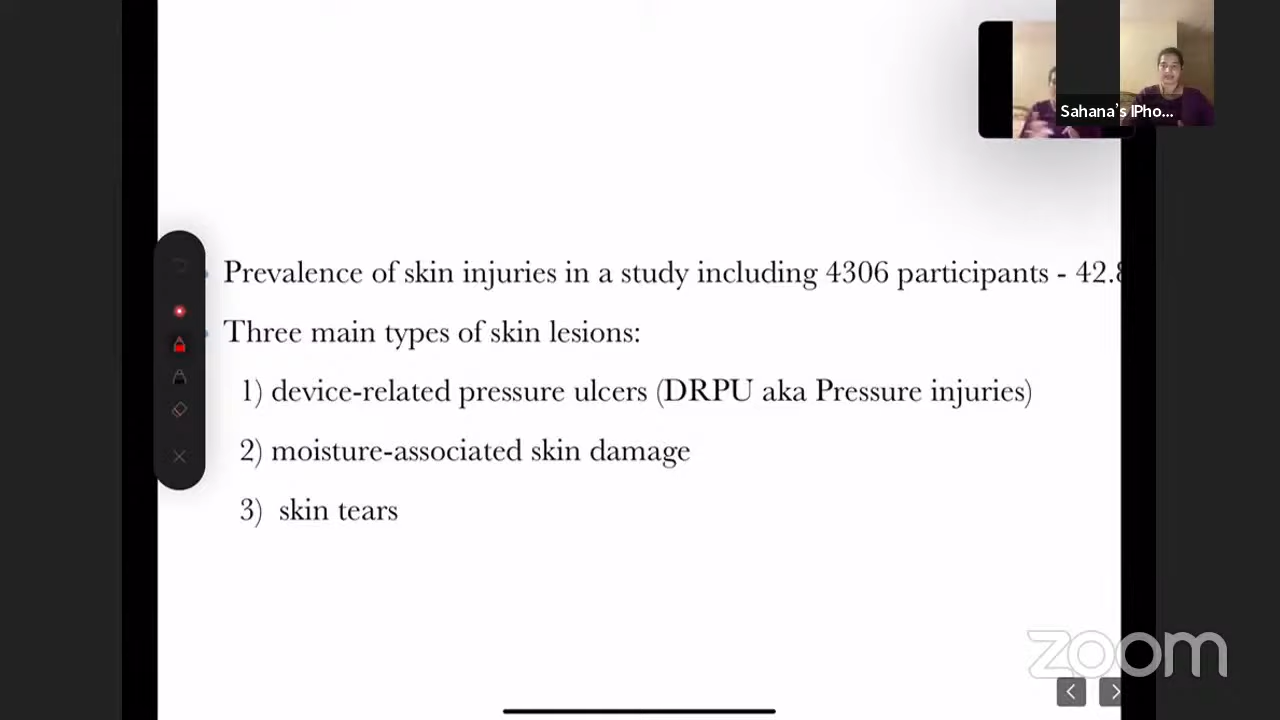 Sahana's IPho...
Prevalence of skin injuries in a study including 4306 participants - 42.8
Three main types of skin lesions:
1) device-related pressure ulcers (DRPU aka Pressure injuries)
2) moisture-associated skin damage
3) skin tears
zoom